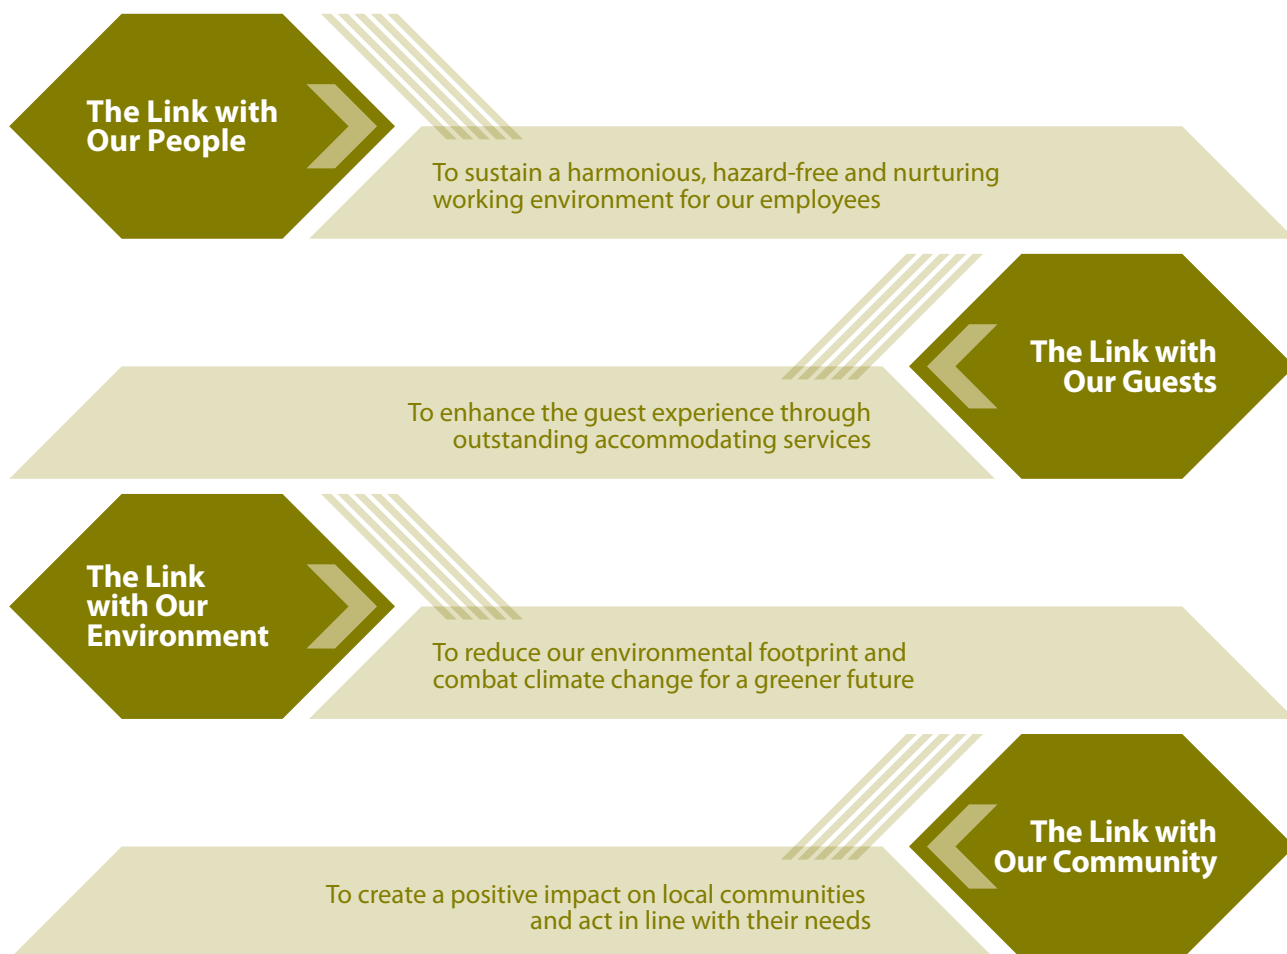 The Link with
Our People
To sustain a harmonious, hazard-free and nurturing
working environment for our employees
The Link with
Our Guests
To enhance the guest experience through
outstanding accommodating services
The Link
with Our
Environment
To reduce our environmental footprint and
combat climate change for a greener future
The Link with
Our Community
To create a positive impact on local communities
and act in line with their needs